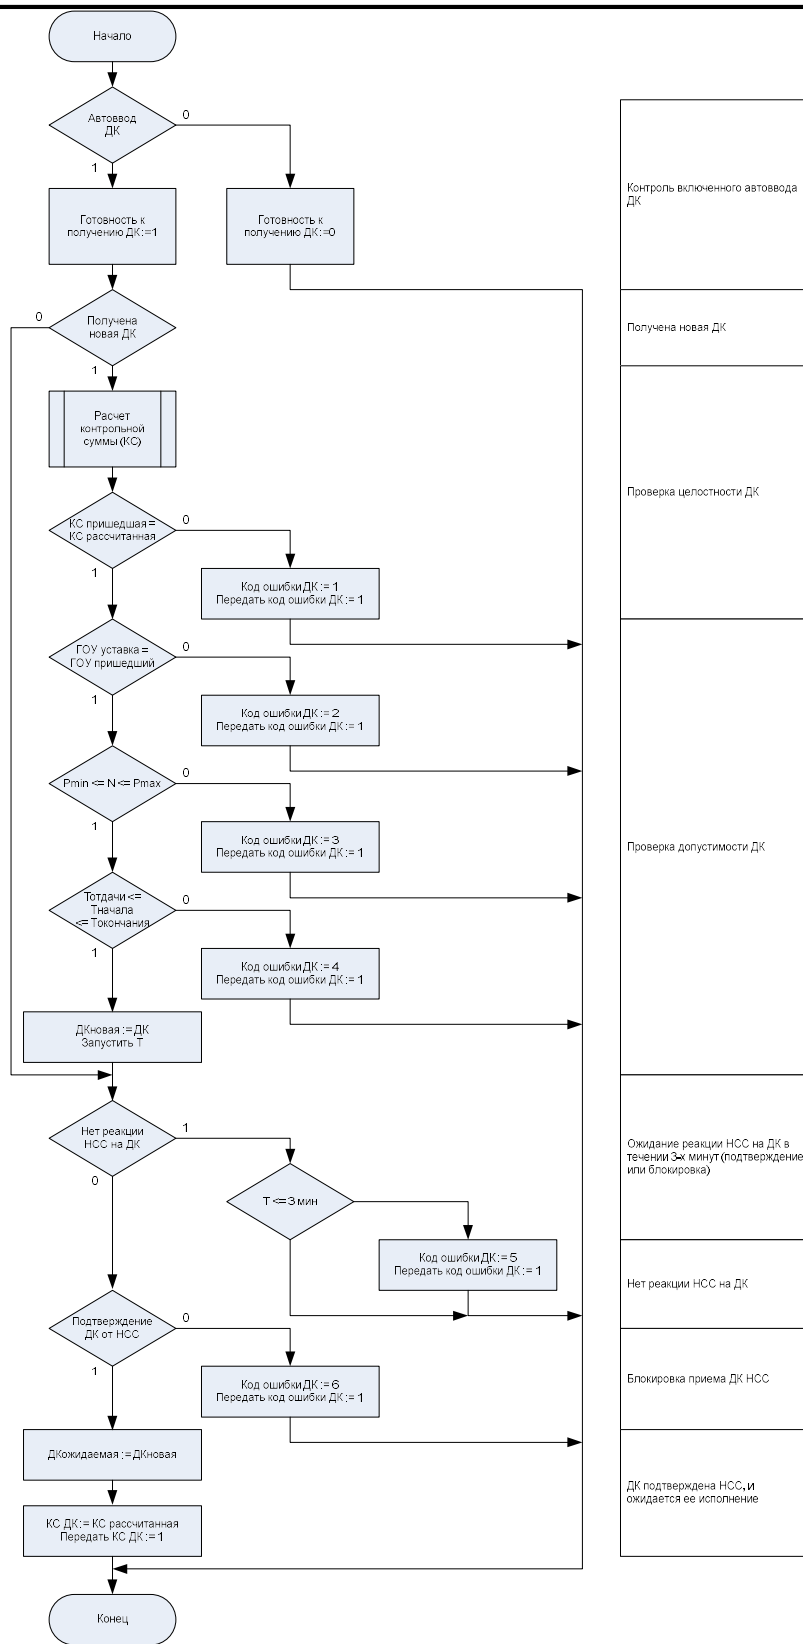 Начало
Автоввод
ДК
0
1
Готовность к
получению ДК:=1
Готовность к
получению ДК:=0
Контроль включенного автоввода
ДК
Получена
новая ДК
0
1
Получена новая ДК
Расчет
контрольной
суммы (КС)
Проверка целостности ДК
КС пришедшая =
КС рассчитанная
0
1
Код ошибки ДК := 1
Передать код ошибки ДК := 1
ГОУ уставка =
ГОУ пришедший
0
1
Код ошибки ДК := 2
Передать код ошибки ДК := 1
Pmin <= N <= Pmax
0
1
Код ошибки ДК := 3
Передать код ошибки ДК := 1
Проверка допустимости ДК
Тотдачи <=
Тначала
<= Токончания
0
1
Код ошибки ДК := 4
Передать код ошибки ДК := 1
ДКновая := ДК
Запустить Т
Нет реакции
НСС на ДК
1
0
Ожидание реакции НСС на ДК в
течении 3-х минут (подтверждение
или блокировка)
Т <= 3 мин
Код ошибки ДК := 5
Передать код ошибки ДК := 1
Нет реакции НСС на ДК
Подтверждение
ДК от НСС
0
1
Код ошибки ДК := 6
Передать код ошибки ДК := 1
Блокировка приема ДК НСС
ДКожидаемая := ДКновая
ДК подтверждена НСС, и
ожидается ее исполнение
КС ДК := КС рассчитанная
Передать КС ДК := 1
Конец